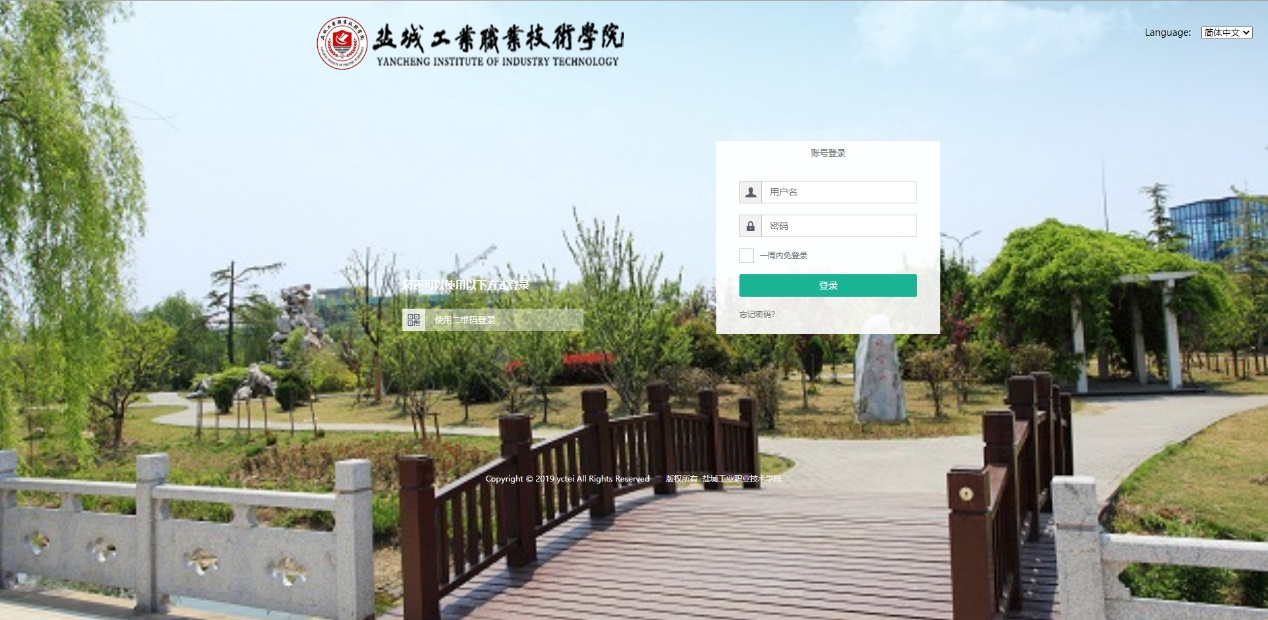 盐城工業職業技術學院
YANCHENG INSTITUTE OF INDUSTRY TECHNOLOGY
Language: 简体中文
账号登录
用户名
密码
一周内免登录
登录
忘记密码?
您还可以使用以下方式登录
使用二维码登录
Copyright © 2019 yctei All Rights Reserved 版权所有 盐城工业职业技术学院